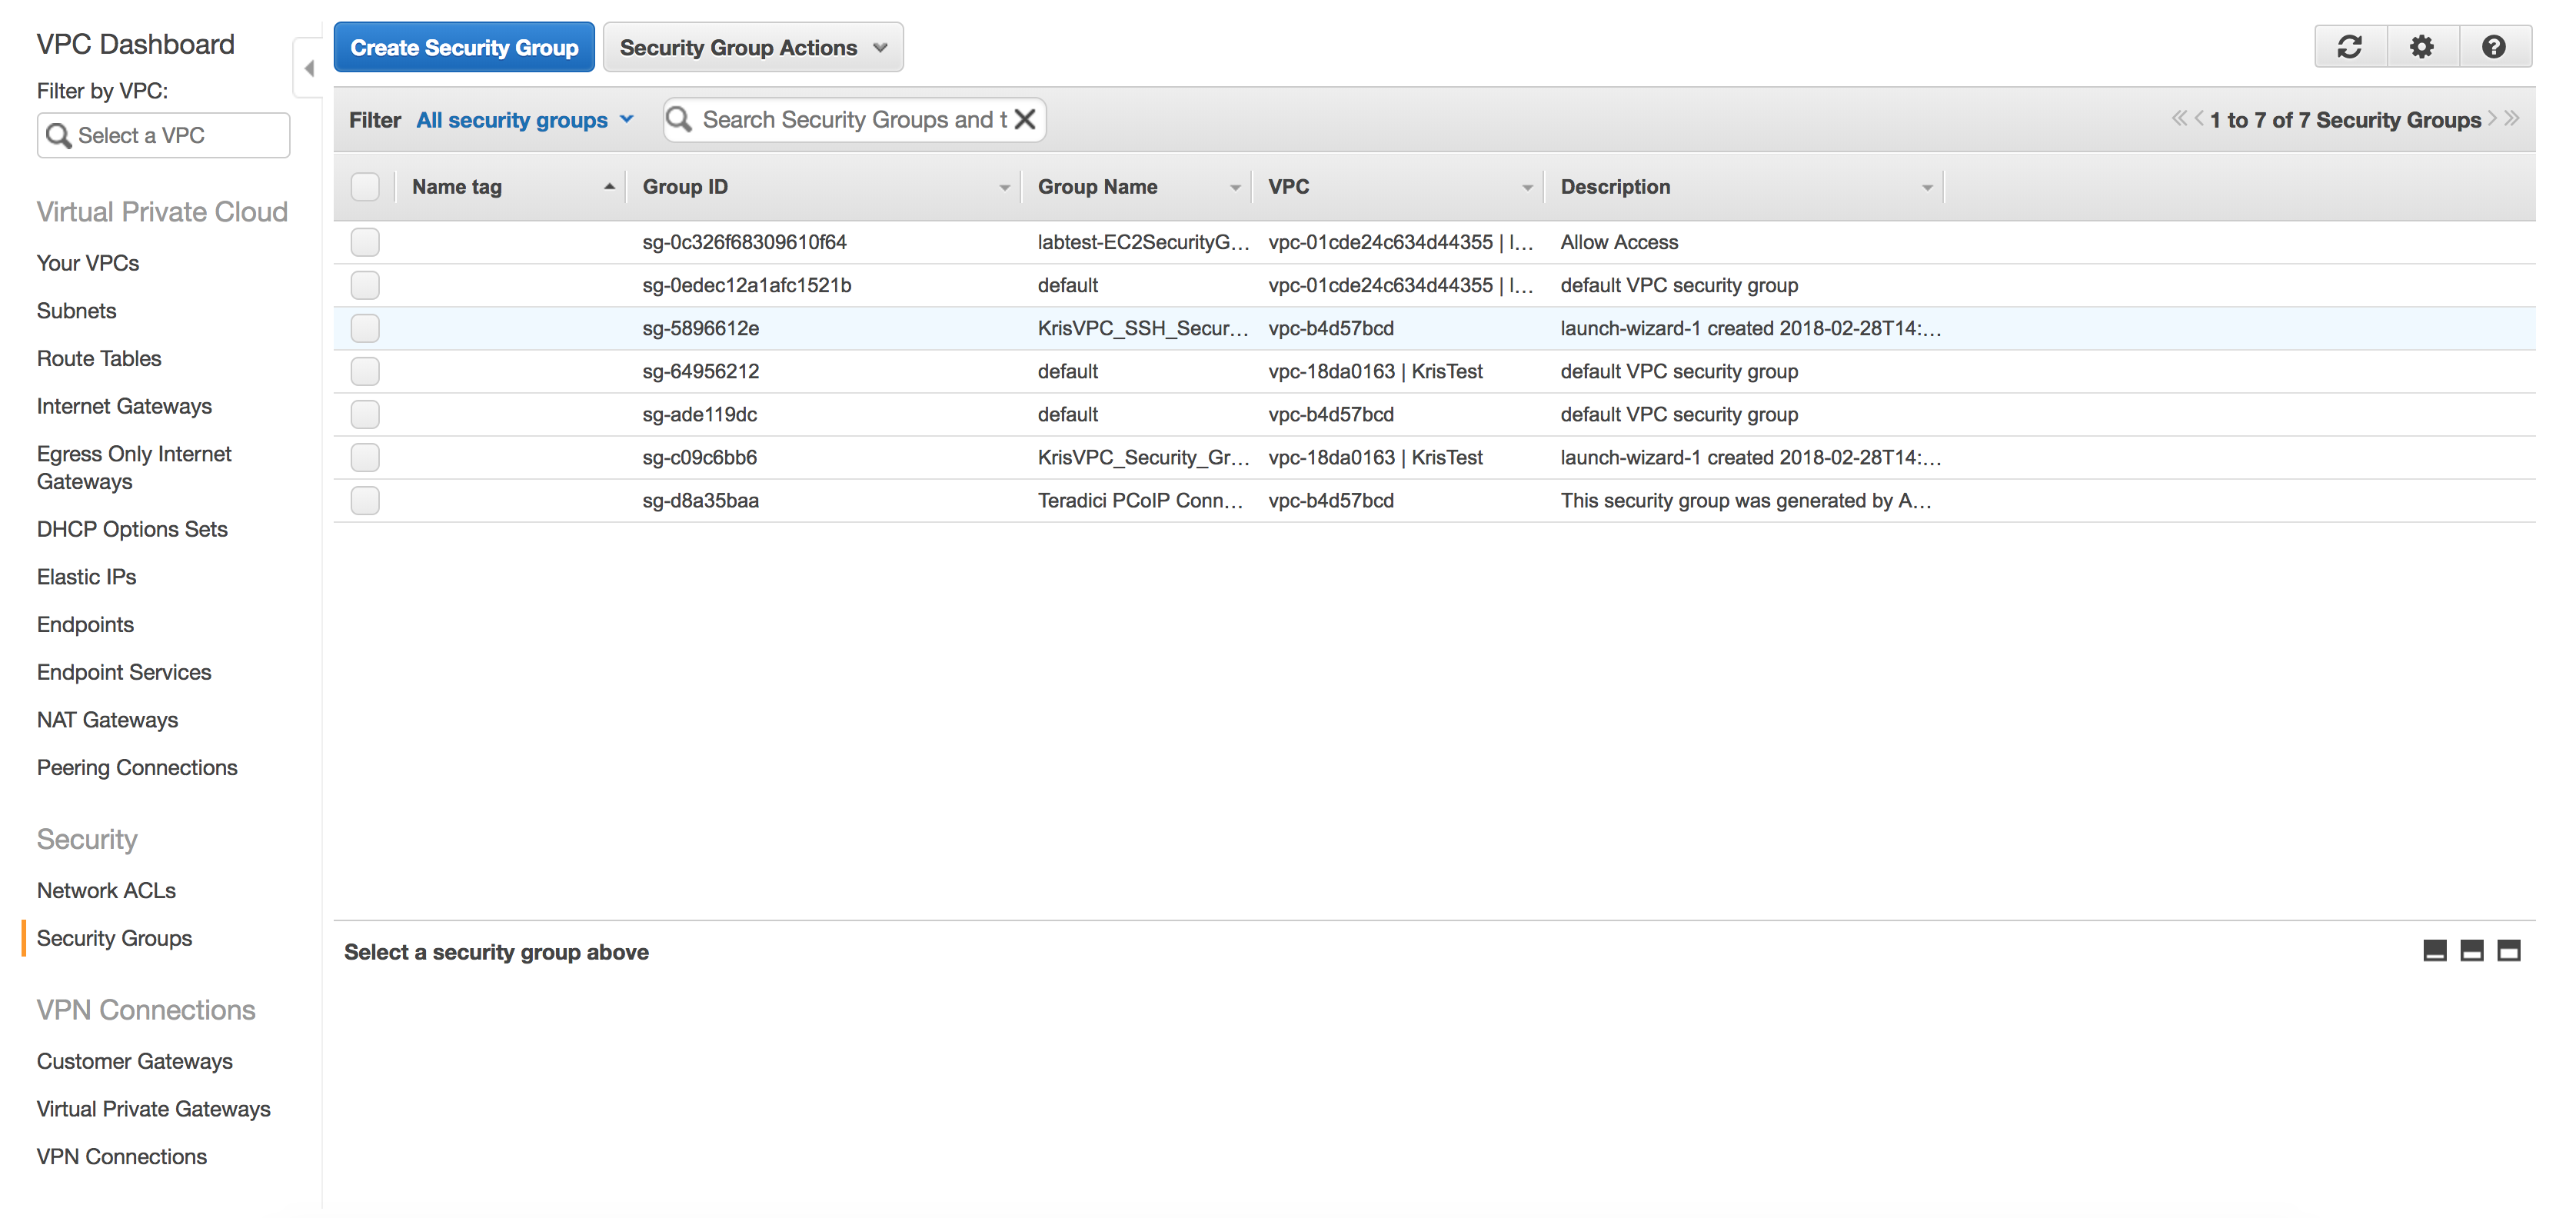 VPC Dashboard
Filter by VPC:
Select a VPC
Virtual Private Cloud
Your VPCs
Subnets
Route Tables
Internet Gateways
Egress Only Internet
Gateways
DHCP Options Sets
Elastic IPs
Endpoints
Endpoint Services
NAT Gateways
Peering Connections
Security
Network ACLs
Security Groups
VPN Connections
Customer Gateways
Virtual Private Gateways
VPN Connections
Create Security Group Security Group Actions
Filter All security groups Search Security Groups and t 1 to 7 of 7 Security Groups
Name tag Group ID Group Name VPC Description
sg-0c326f68309610f64 labtest-EC2SecurityG... vpc-01cde24c634d44355 | l... Allow Access
sg-0edec12a1afc1521b default vpc-01cde24c634d44355 | l... default VPC security group
sg-5896612e KrisVPC_SSH_Secur... vpc-b4d57bcd launch-wizard-1 created 2018-02-28T14:...
sg-64956212 default vpc-18da0163 | KrisTest default VPC security group
sg-ade119dc default vpc-b4d57bcd default VPC security group
sg-c09c6bb6 KrisVPC_Security_Gr... vpc-18da0163 | KrisTest launch-wizard-1 created 2018-02-28T14:...
sg-d8a35baa Teradici PCoIP Conn... vpc-b4d57bcd This security group was generated by A...
Select a security group above